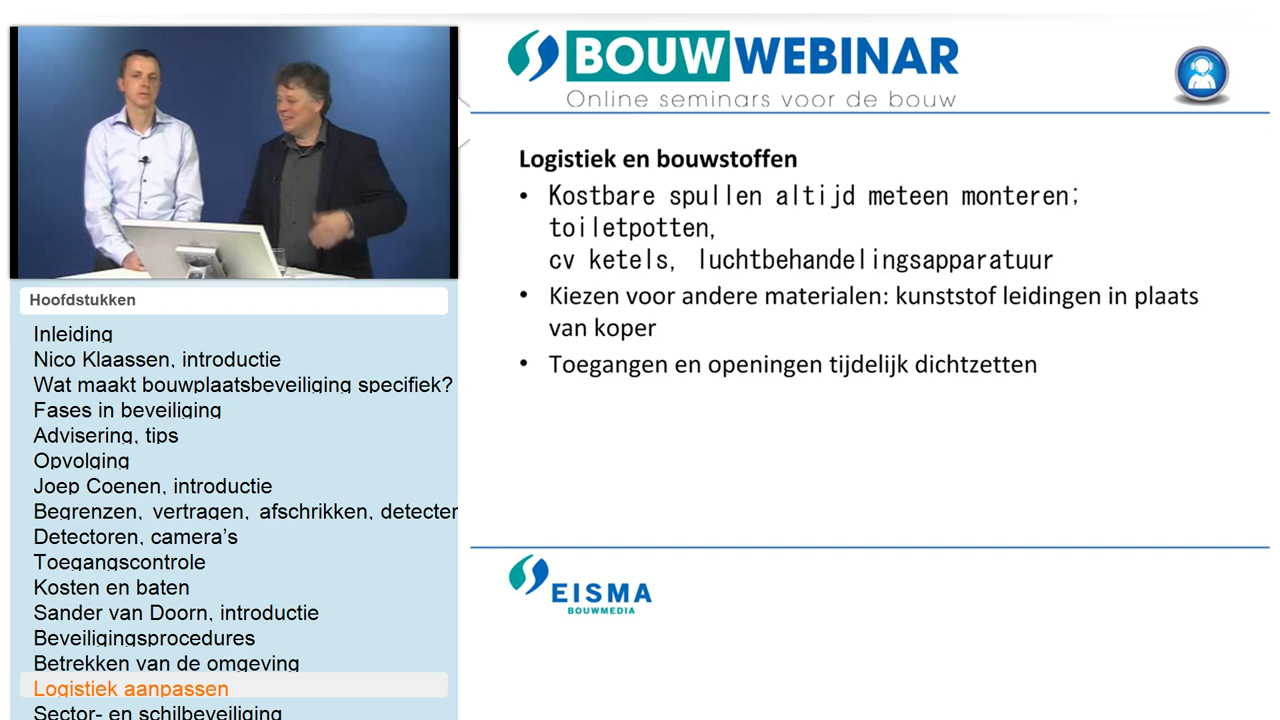 BOUW WEBINAR
Online seminars voor de bouw
Logistiek en bouwstoffen
• Kostbare spullen altijd meteen monteren;
toiletpotten,
cv ketels, luchtbehandelingsapparatuur
• Kiezen voor andere materialen: kunststof leidingen in plaats
van koper
• Toegangen en openingen tijdelijk dichtzetten
EISMA
BOUWMEDIA
Hoofdstukken
Inleiding
Nico Klaassen, introductie
Wat maakt bouwplaatsbeveiliging specifiek?
Fases in beveiliging
Advisering, tips
Opvolging
Joep Coenen, introductie
Begrenzen, vertragen, afschrikken, detecter
Detectoren, camera's
Toegangscontrole
Kosten en baten
Sander van Doorn, introductie
Beveiligingsprocedures
Betrekken van de omgeving
Logistiek aanpassen
Sector- en schilbeveiliging